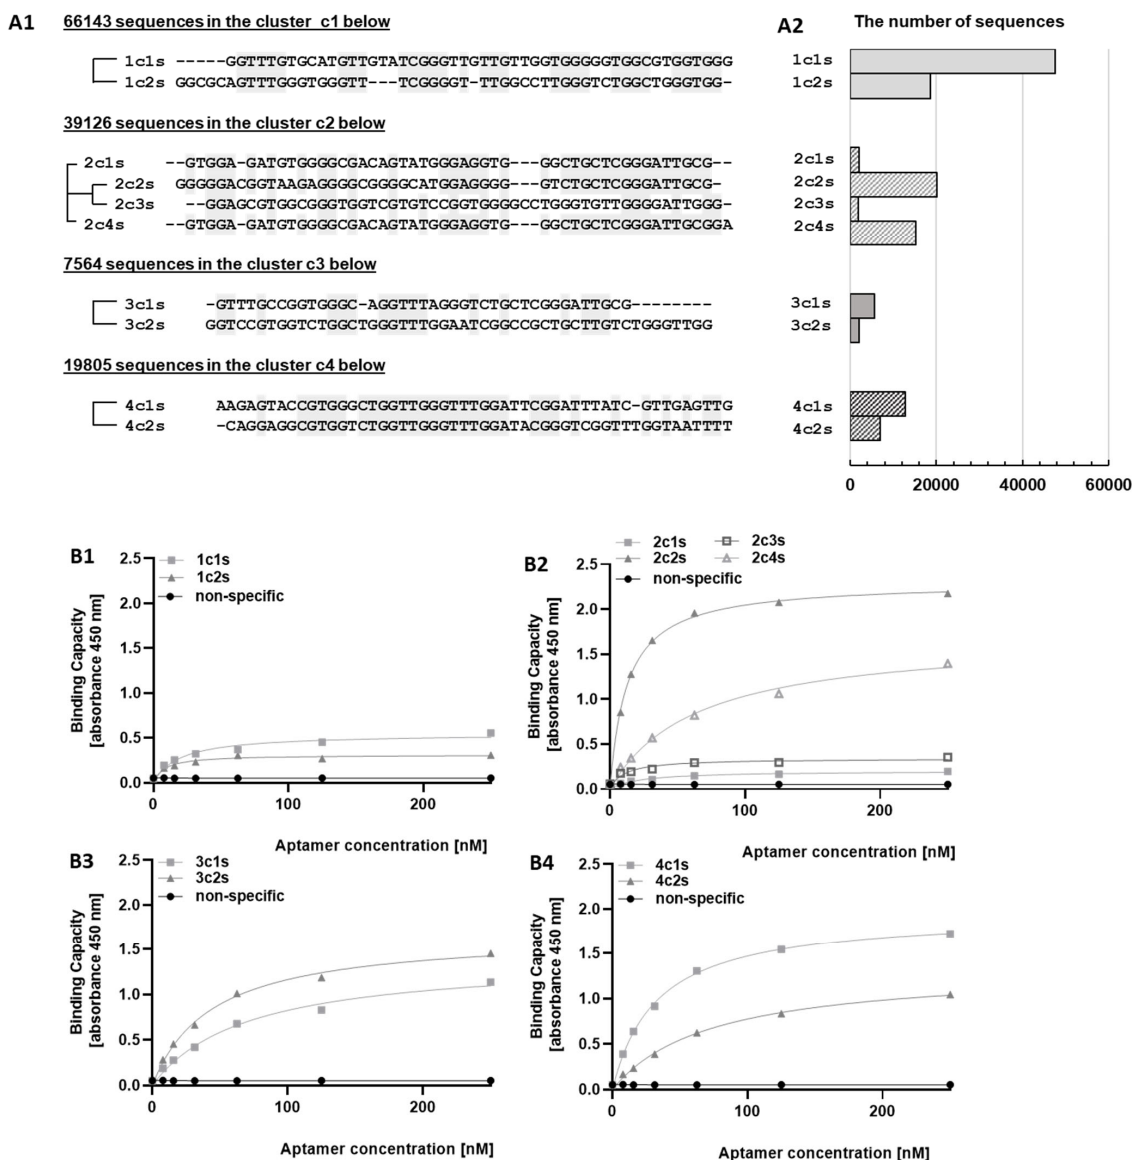 A1
66143 sequences in the cluster c1 below
1c1s -----GGTTTGTGCATGTTGTATCGGGTTGTTGTTGGTGGGGGTGGCGTGGTGGG
1c2s GGCGCAGTTTGGGTGGGTT---TCGGGGT-TTGGCCTTGGGTCTGGCTGGGTGG-
39126 sequences in the cluster c2 below
2c1s --GTGGA-GATGTGGGGCGACAGTATGGGAGGTG---GGCTGCTCGGGATTGCG--
2c2s GGGGGACGGTAAGAGGGGCGGGGCATGGAGGGG---GTCTGCTCGGGATTGCG-
2c3s --GGAGCGTGGCGGGTGGTCGTGTCCGGTGGGGCCTGGGTGTTGGGGATTGGG-
2c4s --GTGGA-GATGTGGGGCGACAGTATGGGAGGTG---GGCTGCTCGGGATTGCGGA
7564 sequences in the cluster c3 below
3c1s -GTTTGCCGGTGGGC-AGGTTTAGGGTCTGCTCGGGATTGCG--------
3c2s GGTCCGTGGTCTGGCTGGGTTTGGAATCGGCCGCTGCTTGTCTGGGTTGG
19805 sequences in the cluster c4 below
4c1s AAGAGTACCGTGGGCTGGTTGGGTTTGGATTCGGATTTATC-GTTGAGTTG
4c2s -CAGGAGGCGTGGTCTGGTTGGGTTTGGATACGGGTCGGTTTGGTAATTTT
A2
The number of sequences
1c1s
1c2s
2c1s
2c2s
2c3s
2c4s
3c1s
3c2s
4c1s
4c2s
0 20000 40000 60000
B1
1c1s
1c2s
non-specific
Binding Capacity
[absorbance 450 nm]
2.5
2.0
1.5
1.0
0.5
0.0
0 100 200
Aptamer concentration [nM]
B2
2c1s 2c3s
2c2s 2c4s
non-specific
Binding Capacity
[absorbance 450 nm]
2.5
2.0
1.5
1.0
0.5
0.0
0 100 200
Aptamer concentration [nM]
B3
3c1s
3c2s
non-specific
Binding Capacity
[absorbance 450 nm]
2.5
2.0
1.5
1.0
0.5
0.0
0 100 200
Aptamer concentration [nM]
B4
4c1s
4c2s
non-specific
Binding Capacity
[absorbance 450 nm]
2.5
2.0
1.5
1.0
0.5
0.0
0 100 200
Aptamer concentration [nM]